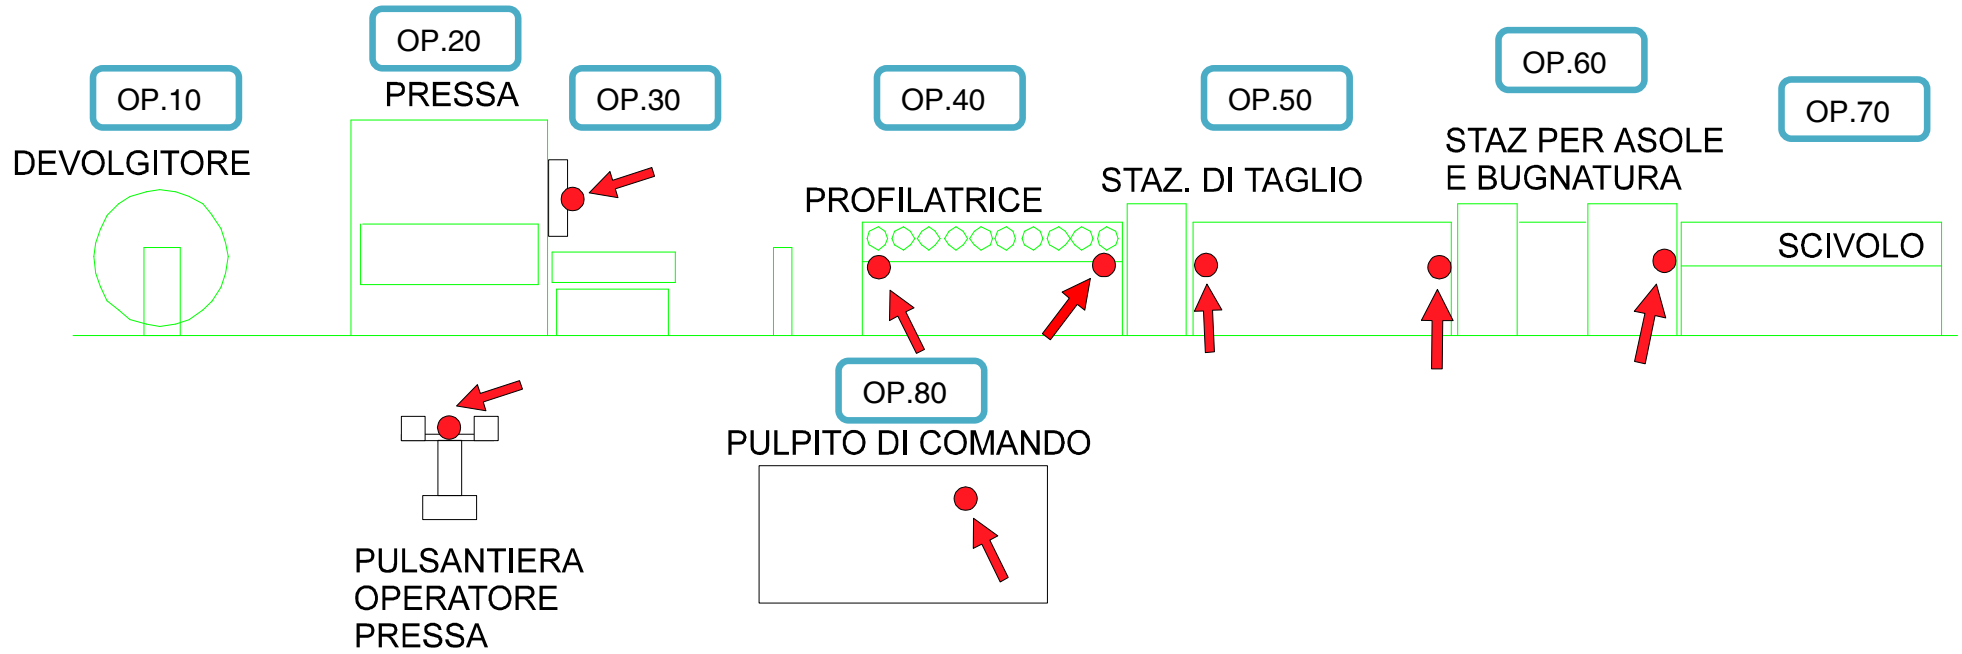 OP.10
DEVOLGITORE
OP.20
PRESSA
OP.30
OP.40
PROFILATRICE
OP.50
STAZ. DI TAGLIO
OP.60
STAZ PER ASOLE
E BUGNATURA
OP.70
SCIVOLO
PULSANTIERA
OPERATORE
PRESSA
OP.80
PULPITO DI COMANDO